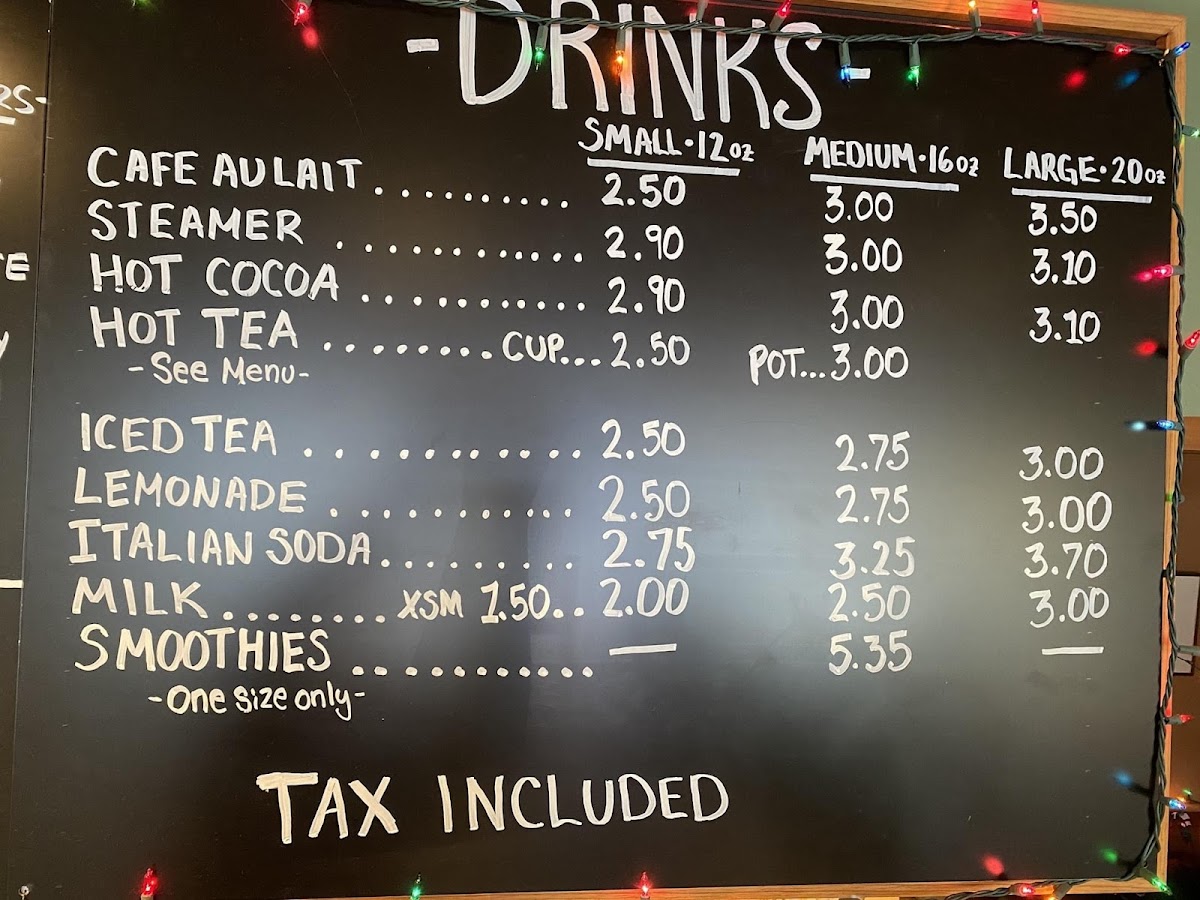 -DRINKS-
SMALL·12oz MEDIUM·16oz LARGE·20oz
CAFE AU LAIT.......... 2.50 3.00 3.50
STEAMER ........... 2.90 3.00 3.10
HOT COCOA ........... 2.90 3.00 3.10
HOT TEA ........CUP...2.50 POT...3.00
-See Menu-
ICED TEA ........... 2.50 2.75 3.00
LEMONADE ........... 2.50 2.75 3.00
ITALIAN SODA......... 2.75 3.25 3.70
MILK........ XSM 1.50..2.00 2.50 3.00
SMOOTHIES ........... — 5.35 —
-One size only-
TAX INCLUDED